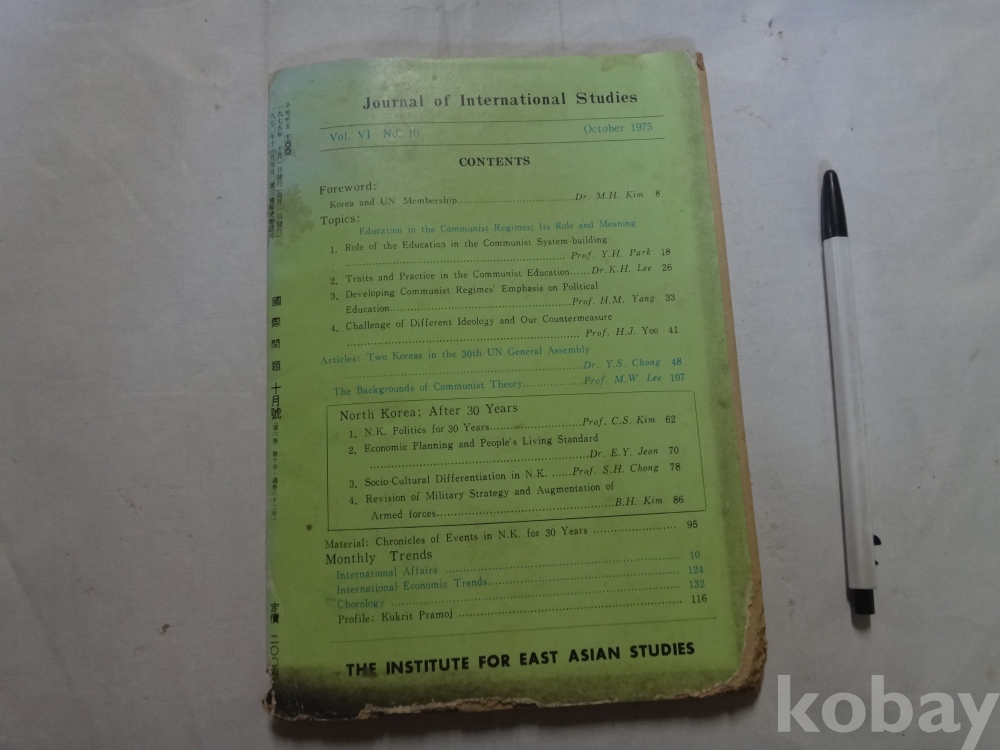 Journal of International Studies
Vol. VI No. 10 October 1975
CONTENTS
Foreword;
Korea and UN Membership..............................Dr. M.H. Kim 8
Topics;
Education in the Communist Regimes; Its Role and Meaning
1. Role of the Education in the Communist System-building
.......................................................... Prof. Y.H. Park 18
2. Traits and Practice in the Communist Education......Dr.K.H. Lee 26
3. Developing Communist Regimes' Emphasis on Political
Education...............................................Prof. H.M. Yang 33
4. Challenge of Different Ideology and Our Countermeasure
............................................................ Prof. H.J. Yoo 41
Articles: Two Koreas in the 30th UN General Assembly
............................................................Dr. Y.S. Chong 48
The Backgrounds of Communist Theory...............Prof. M.W. Lee 107
North Korea; After 30 Years
1. N.K. Politics for 30 Years.......................Prof. C.S. Kim 62
2. Economic Planning and People's Living Standard
.......................................................Dr. E.Y. Jeon 70
3. Socio-Cultural Differentiation in N.K. ......Prof. S.H. Chong 78
4. Revision of Military Strategy and Augmentation of
Armed forces.............................................B.H. Kim 86
Material: Chronicles of Events in N.K. for 30 Years ..................... 95
Monthly Trends
International Affairs ............................................................ 10
International Economic Trends.................................................. 124
Chorology ........................................................................ 132
Profile: Kukrit Pramoj ......................................................... 116
THE INSTITUTE FOR EAST ASIAN STUDIES
國際問題 十月號
定價
kobay